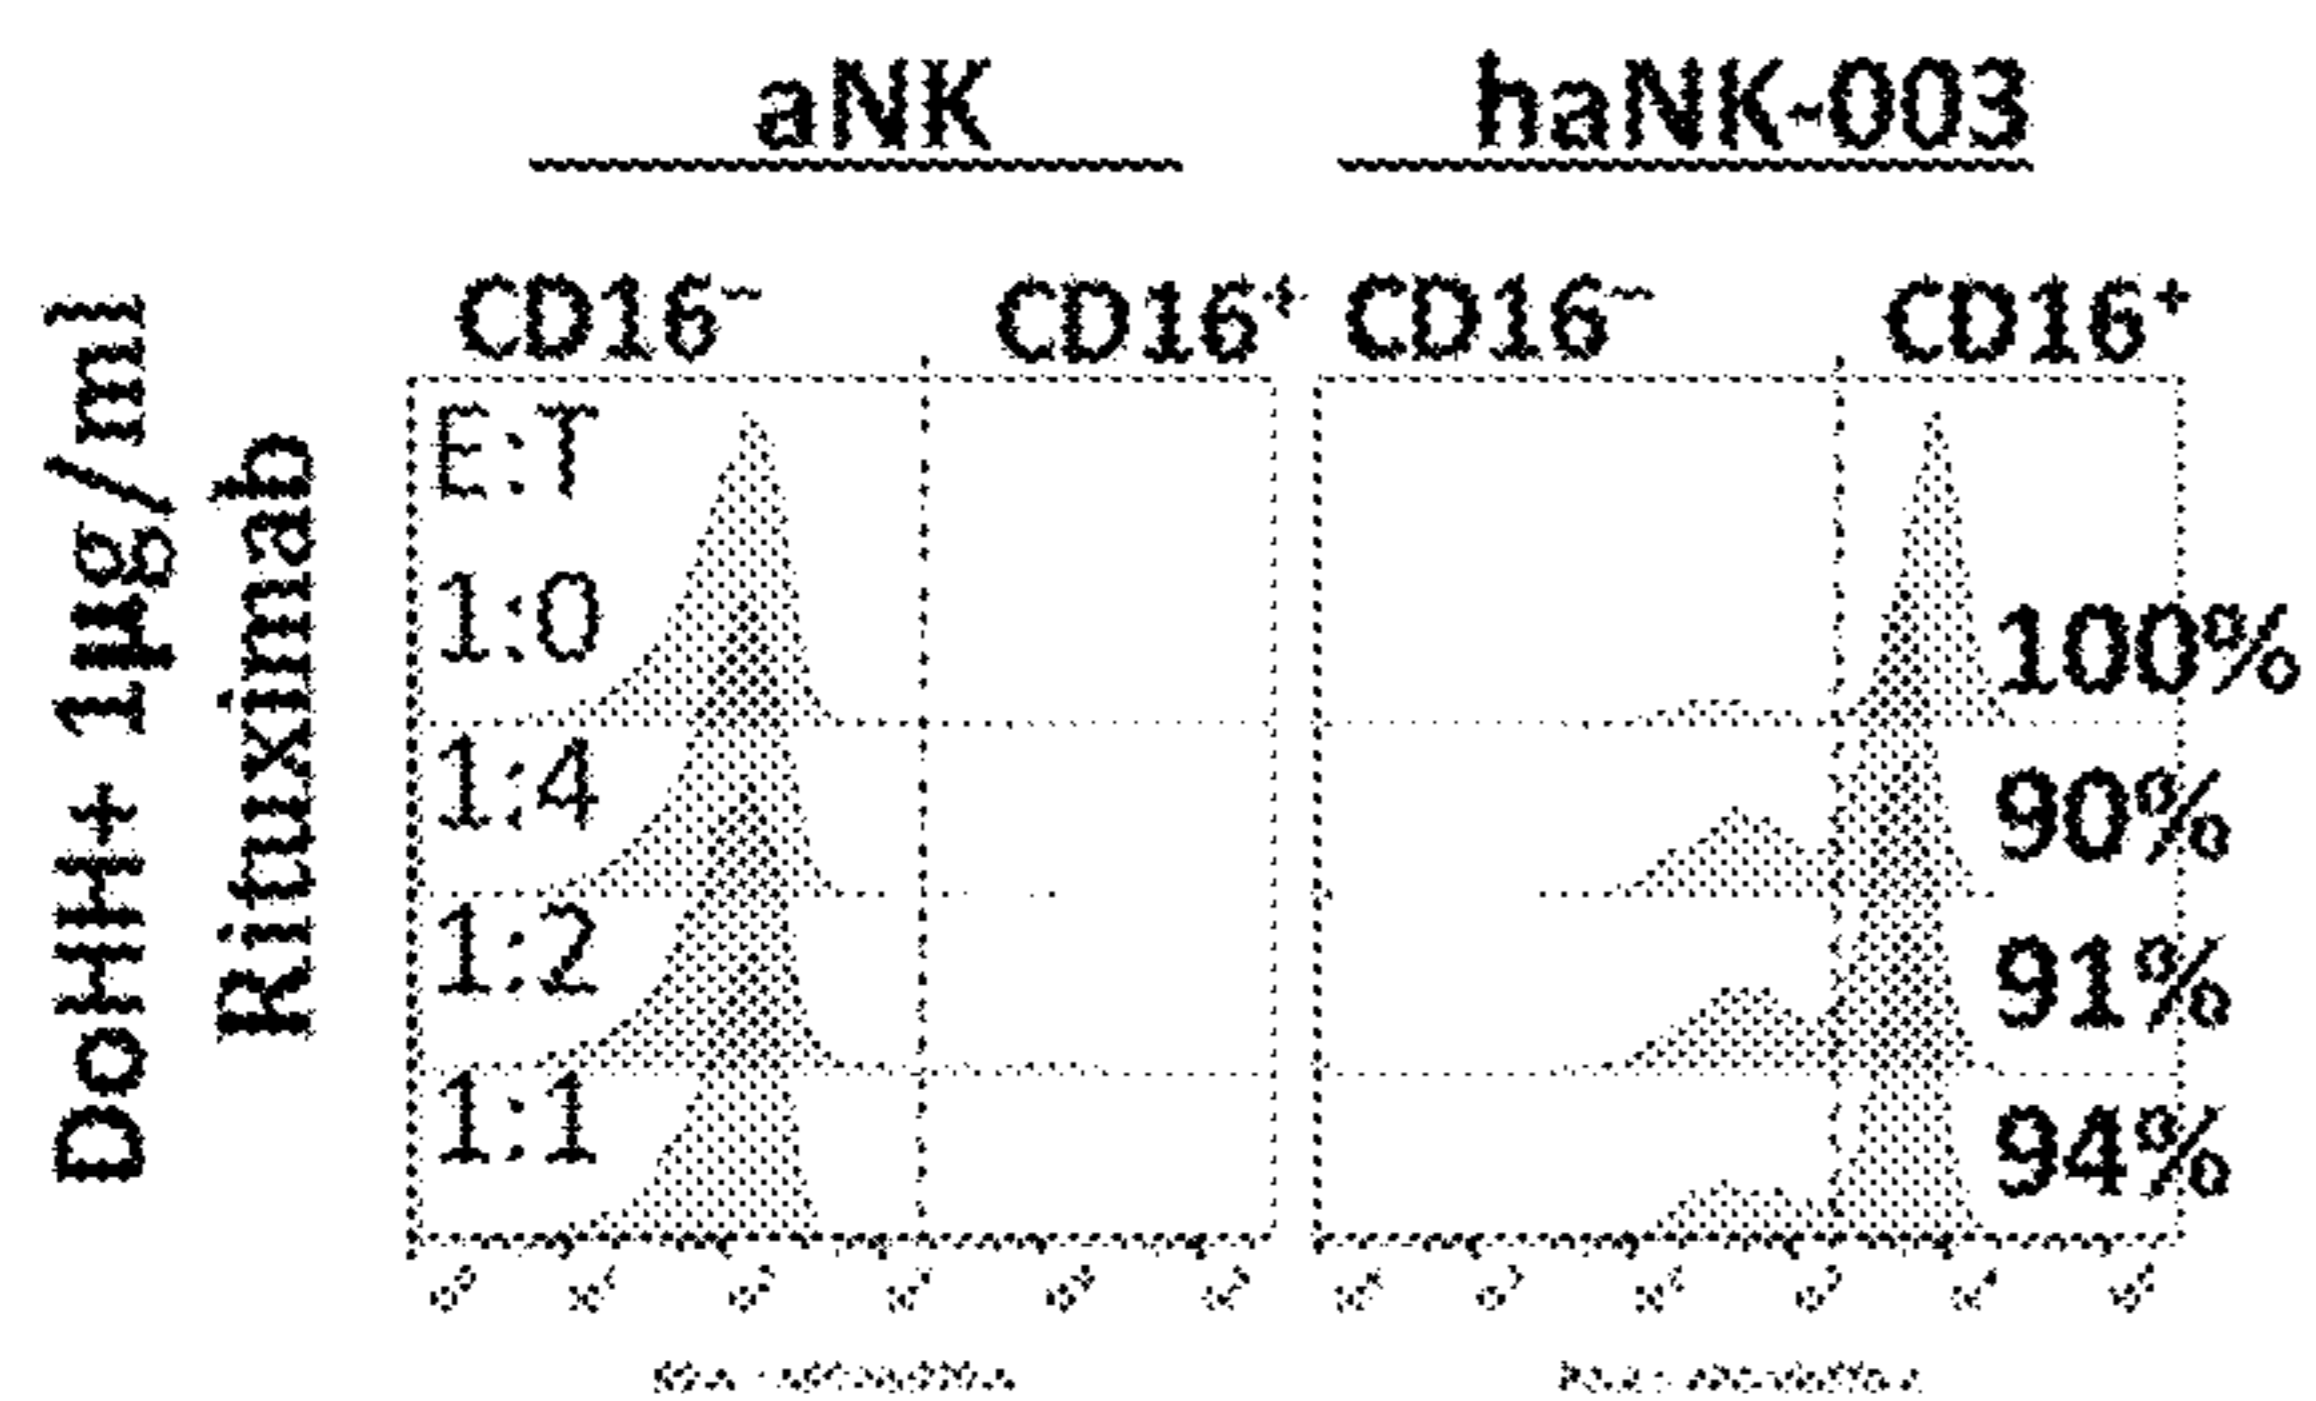 aNK haNK-003
CD16⁻ CD16⁺ CD16⁻ CD16⁺
DoHH+ 1µg/ml
Rituximab
E:T
1:0 100%
1:4 90%
1:2 91%
1:1 94%